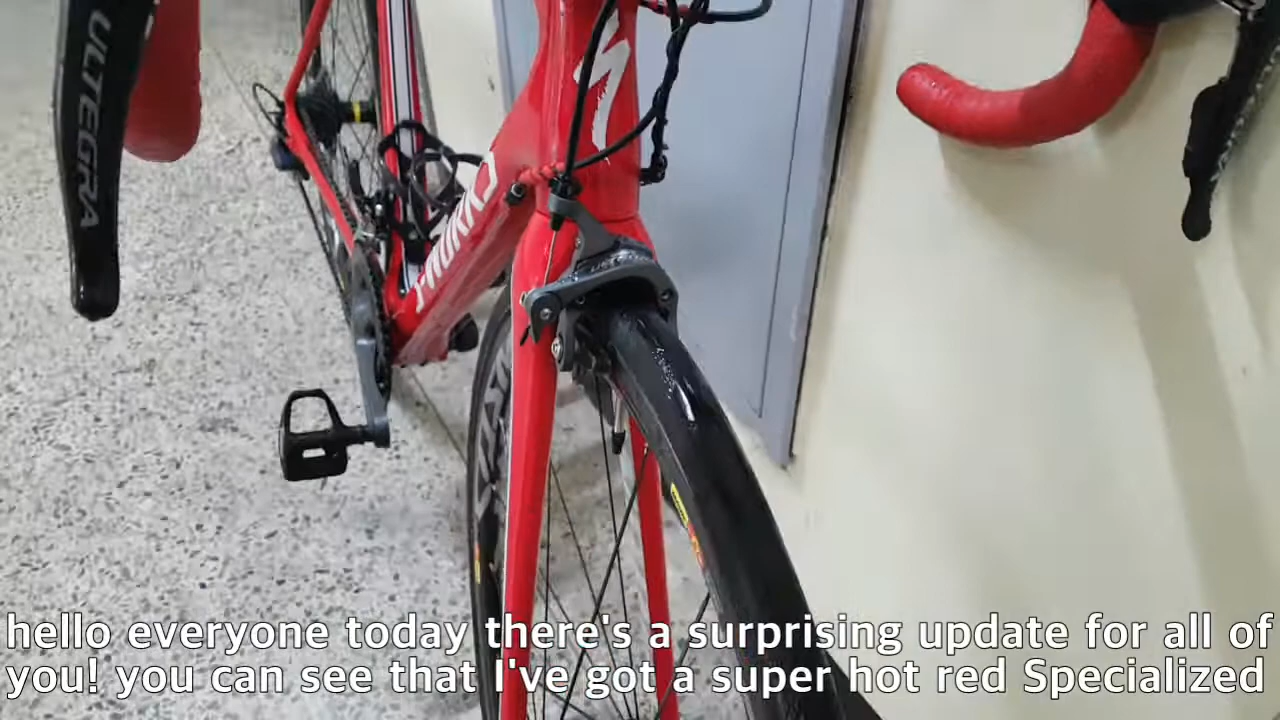 ULTEGRA
hello everyone today there's a surprising update for all of
you! you can see that I've got a super hot red Specialized